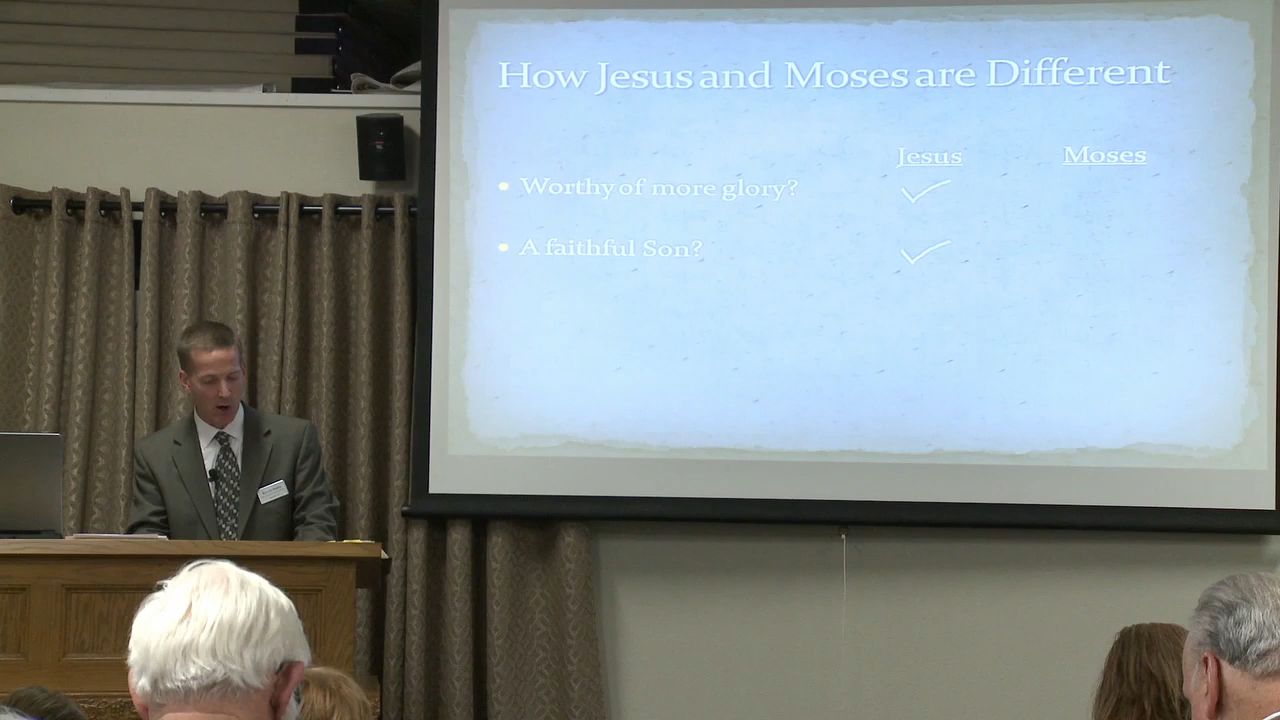 How Jesus and Moses are Different
Jesus Moses
• Worthy of more glory? ✓
• A faithful Son? ✓